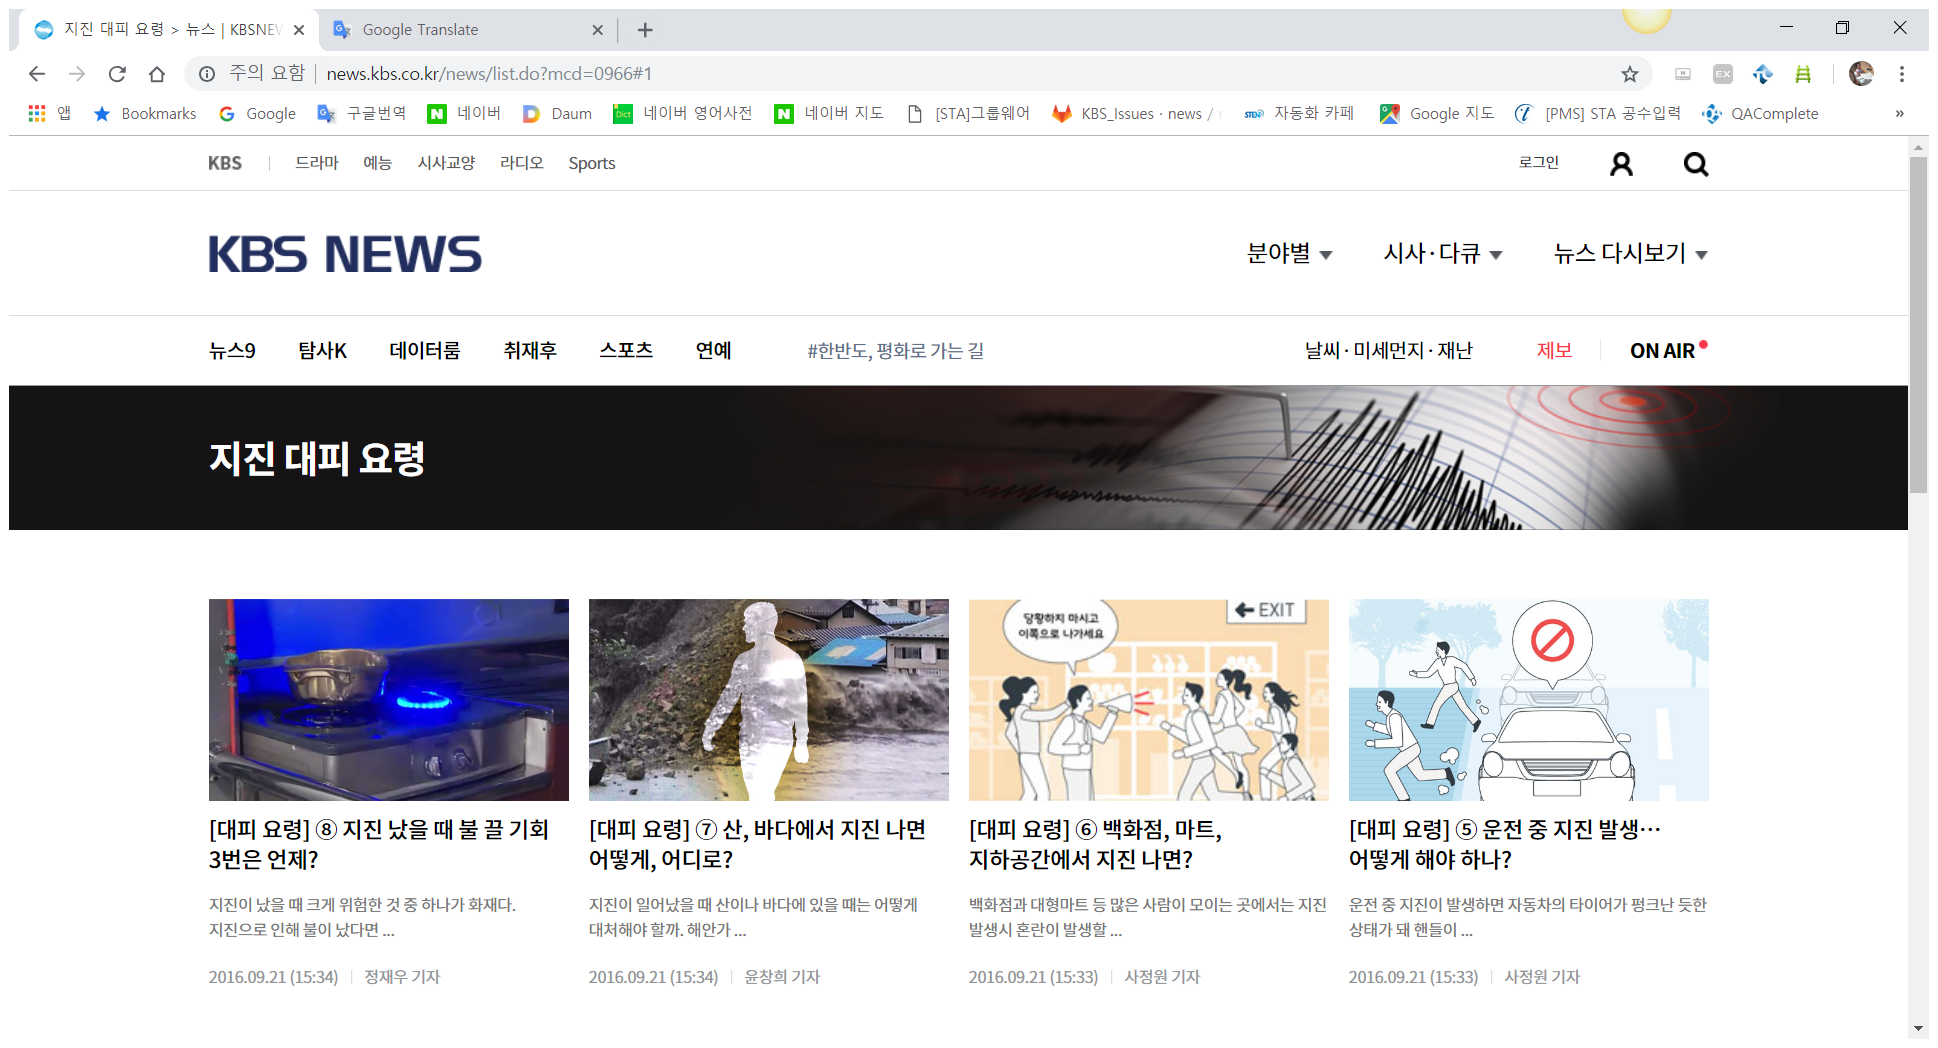 지진 대피 요령 > 뉴스 | KBSNEV
Google Translate
주의 요함
news.kbs.co.kr/news/list.do?mcd=0966#1
EX
앱
Bookmarks
Google
구글번역
네이버
Daum
Dict
네이버 영어사전
네이버 지도
[STA]그룹웨어
KBS_Issues · news /
STEN
자동화 카페
Google 지도
[PMS] STA 공수입력
QAComplete
»
KBS
드라마
예능
시사교양
라디오
Sports
로그인
KBS NEWS
분야별
시사·다큐
뉴스 다시보기
뉴스9
탐사K
데이터룸
취재후
스포츠
연예
#한반도, 평화로 가는 길
날씨·미세먼지·재난
제보
ON AIR
지진 대피 요령
당황하지 마시고
이쪽으로 나가세요
EXIT
[대피 요령] ⑧ 지진 났을 때 불 끌 기회
3번은 언제?
지진이 났을 때 크게 위험한 것 중 하나가 화재다.
지진으로 인해 불이 났다면 ...
2016.09.21 (15:34)
정재우 기자
[대피 요령] ⑦ 산, 바다에서 지진 나면
어떻게, 어디로?
지진이 일어났을 때 산이나 바다에 있을 때는 어떻게
대처해야 할까. 해안가 ...
2016.09.21 (15:34)
윤창희 기자
[대피 요령] ⑥ 백화점, 마트,
지하공간에서 지진 나면?
백화점과 대형마트 등 많은 사람이 모이는 곳에서는 지진
발생시 혼란이 발생할 ...
2016.09.21 (15:33)
사정원 기자
[대피 요령] ⑤ 운전 중 지진 발생…
어떻게 해야 하나?
운전 중 지진이 발생하면 자동차의 타이어가 펑크난 듯한
상태가 돼 핸들이 ...
2016.09.21 (15:33)
사정원 기자